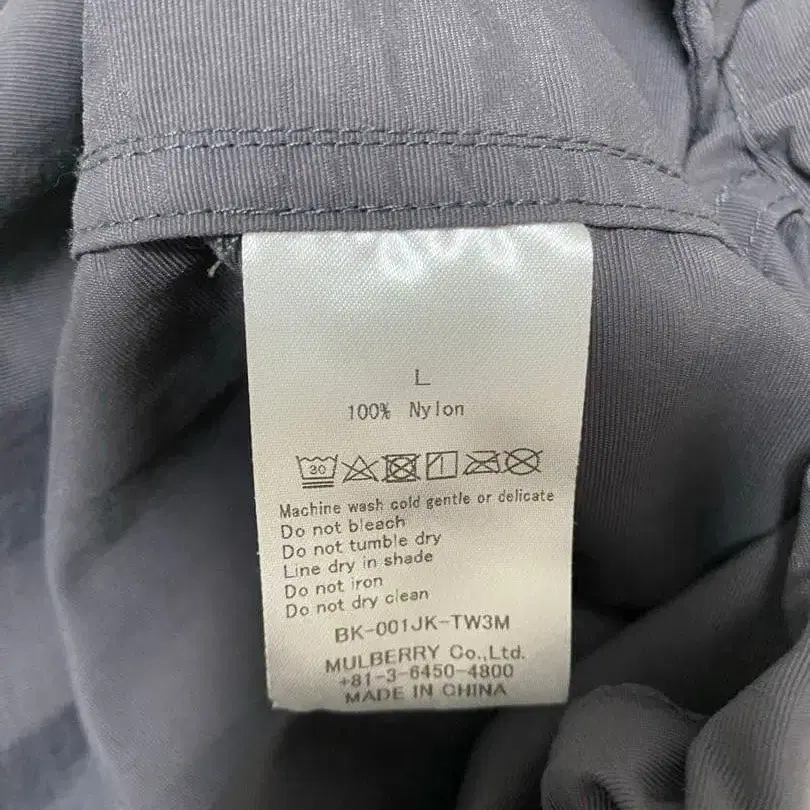 L
100% Nylon
30
Machine wash cold gentle or delicate
Do not bleach
Do not tumble dry
Line dry in shade
Do not iron
Do not dry clean
BK-001JK-TW3M
MULBERRY Co.,Ltd.
+81-3-6450-4800
MADE IN CHINA